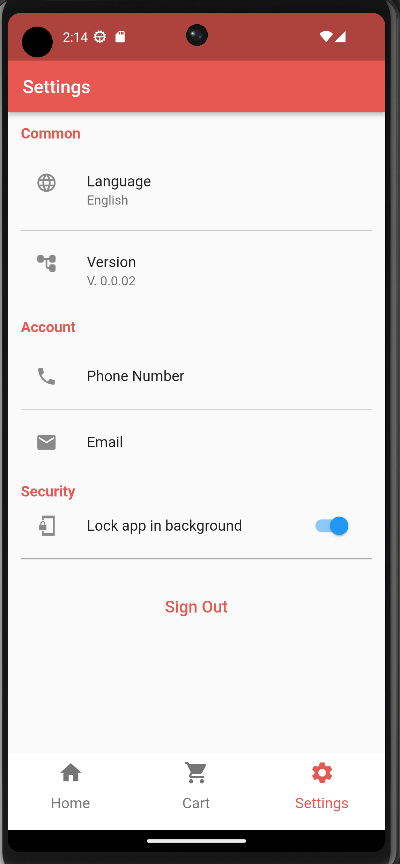 2:14
Settings
Common
Language
English
Version
V. 0.0.02
Account
Phone Number
Email
Security
Lock app in background
Sign Out
Home
Cart
Settings